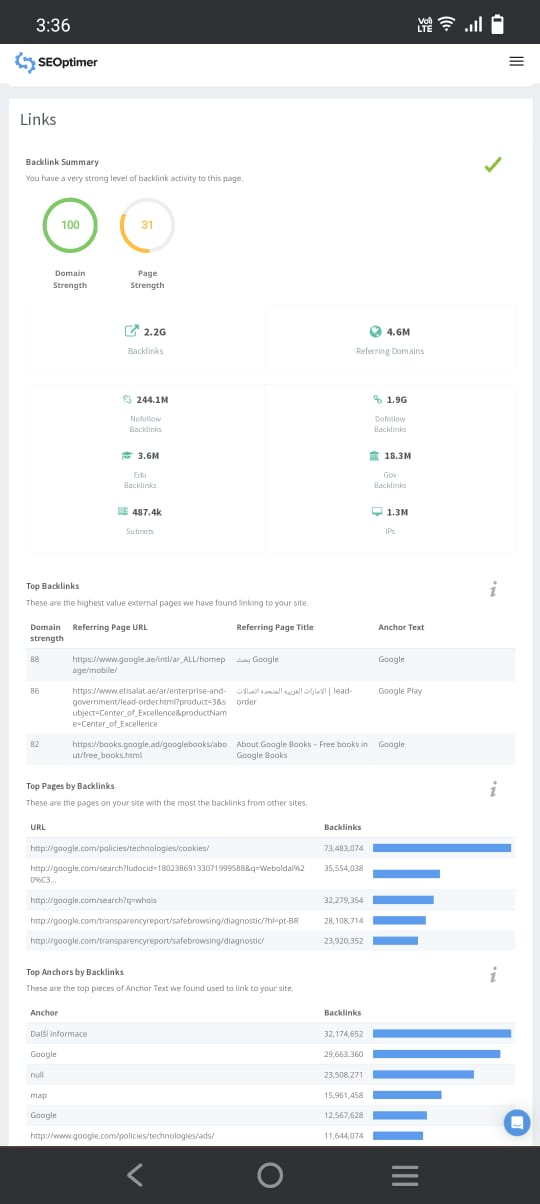 3:36
Voll LTE
SEOptimer
Links
Backlink Summary
You have a very strong level of backlink activity to this page.
100
31
Domain Strength
Page Strength
2.2G
Backlinks
4.6M
Referring Domains
244.1M
Nofollow Backlinks
1.9G
Dofollow Backlinks
3.6M
Edu Backlinks
18.3M
Gov Backlinks
487.4k
Subnets
1.3M
IPs
Top Backlinks
These are the highest value external pages we have found linking to your site.
Domain strength Referring Page URL Referring Page Title Anchor Text
88 https://www.google.ae/intl/ar_ALL/homep بحث Google Google
age/mobile/
86 https://www.etisalat.ae/ar/enterprise-and- الامارات العربيه المتحده اتصالات | lead- Google Play
government/lead-order.html?product=3&s order
ubject=Center_of_Excellence&productNam
e=Center_of_Excellence
82 https://books.google.ad/googlebooks/abo About Google Books – Free books in Google
ut/free_books.html Google Books
Top Pages by Backlinks
These are the pages on your site with the most the backlinks from other sites.
URL Backlinks
http://google.com/policies/technologies/cookies/ 73,483,074
http://google.com/search?ludocid=18023869133071999588&q=Weboldal%2 35,554,038
0%C3...
http://google.com/search?q=whois 32,279,354
http://google.com/transparencyreport/safebrowsing/diagnostic/?hl=pt-BR 28,108,714
http://google.com/transparencyreport/safebrowsing/diagnostic/ 23,920,352
Top Anchors by Backlinks
These are the top pieces of Anchor Text we found used to link to your site.
Anchor Backlinks
Další informace 32,174,652
Google 29,663,360
null 23,508,271
map 15,961,458
Google 12,567,628
http://www.google.com/policies/technologies/ads/ 11,644,074